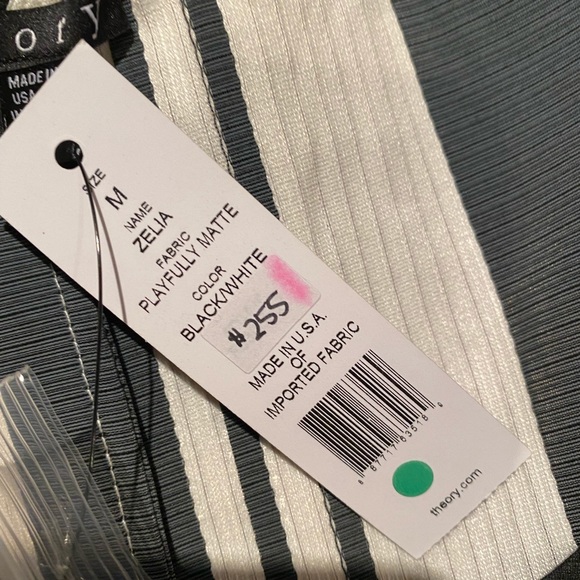 ory
MADE IN
USA
SIZE
M
NAME
ZELIA
FABRIC
PLAYFULLY MATTE
COLOR
BLACK/WHITE
#255
MADE IN U.S.A.
OF
IMPORTED FABRIC
theory.com